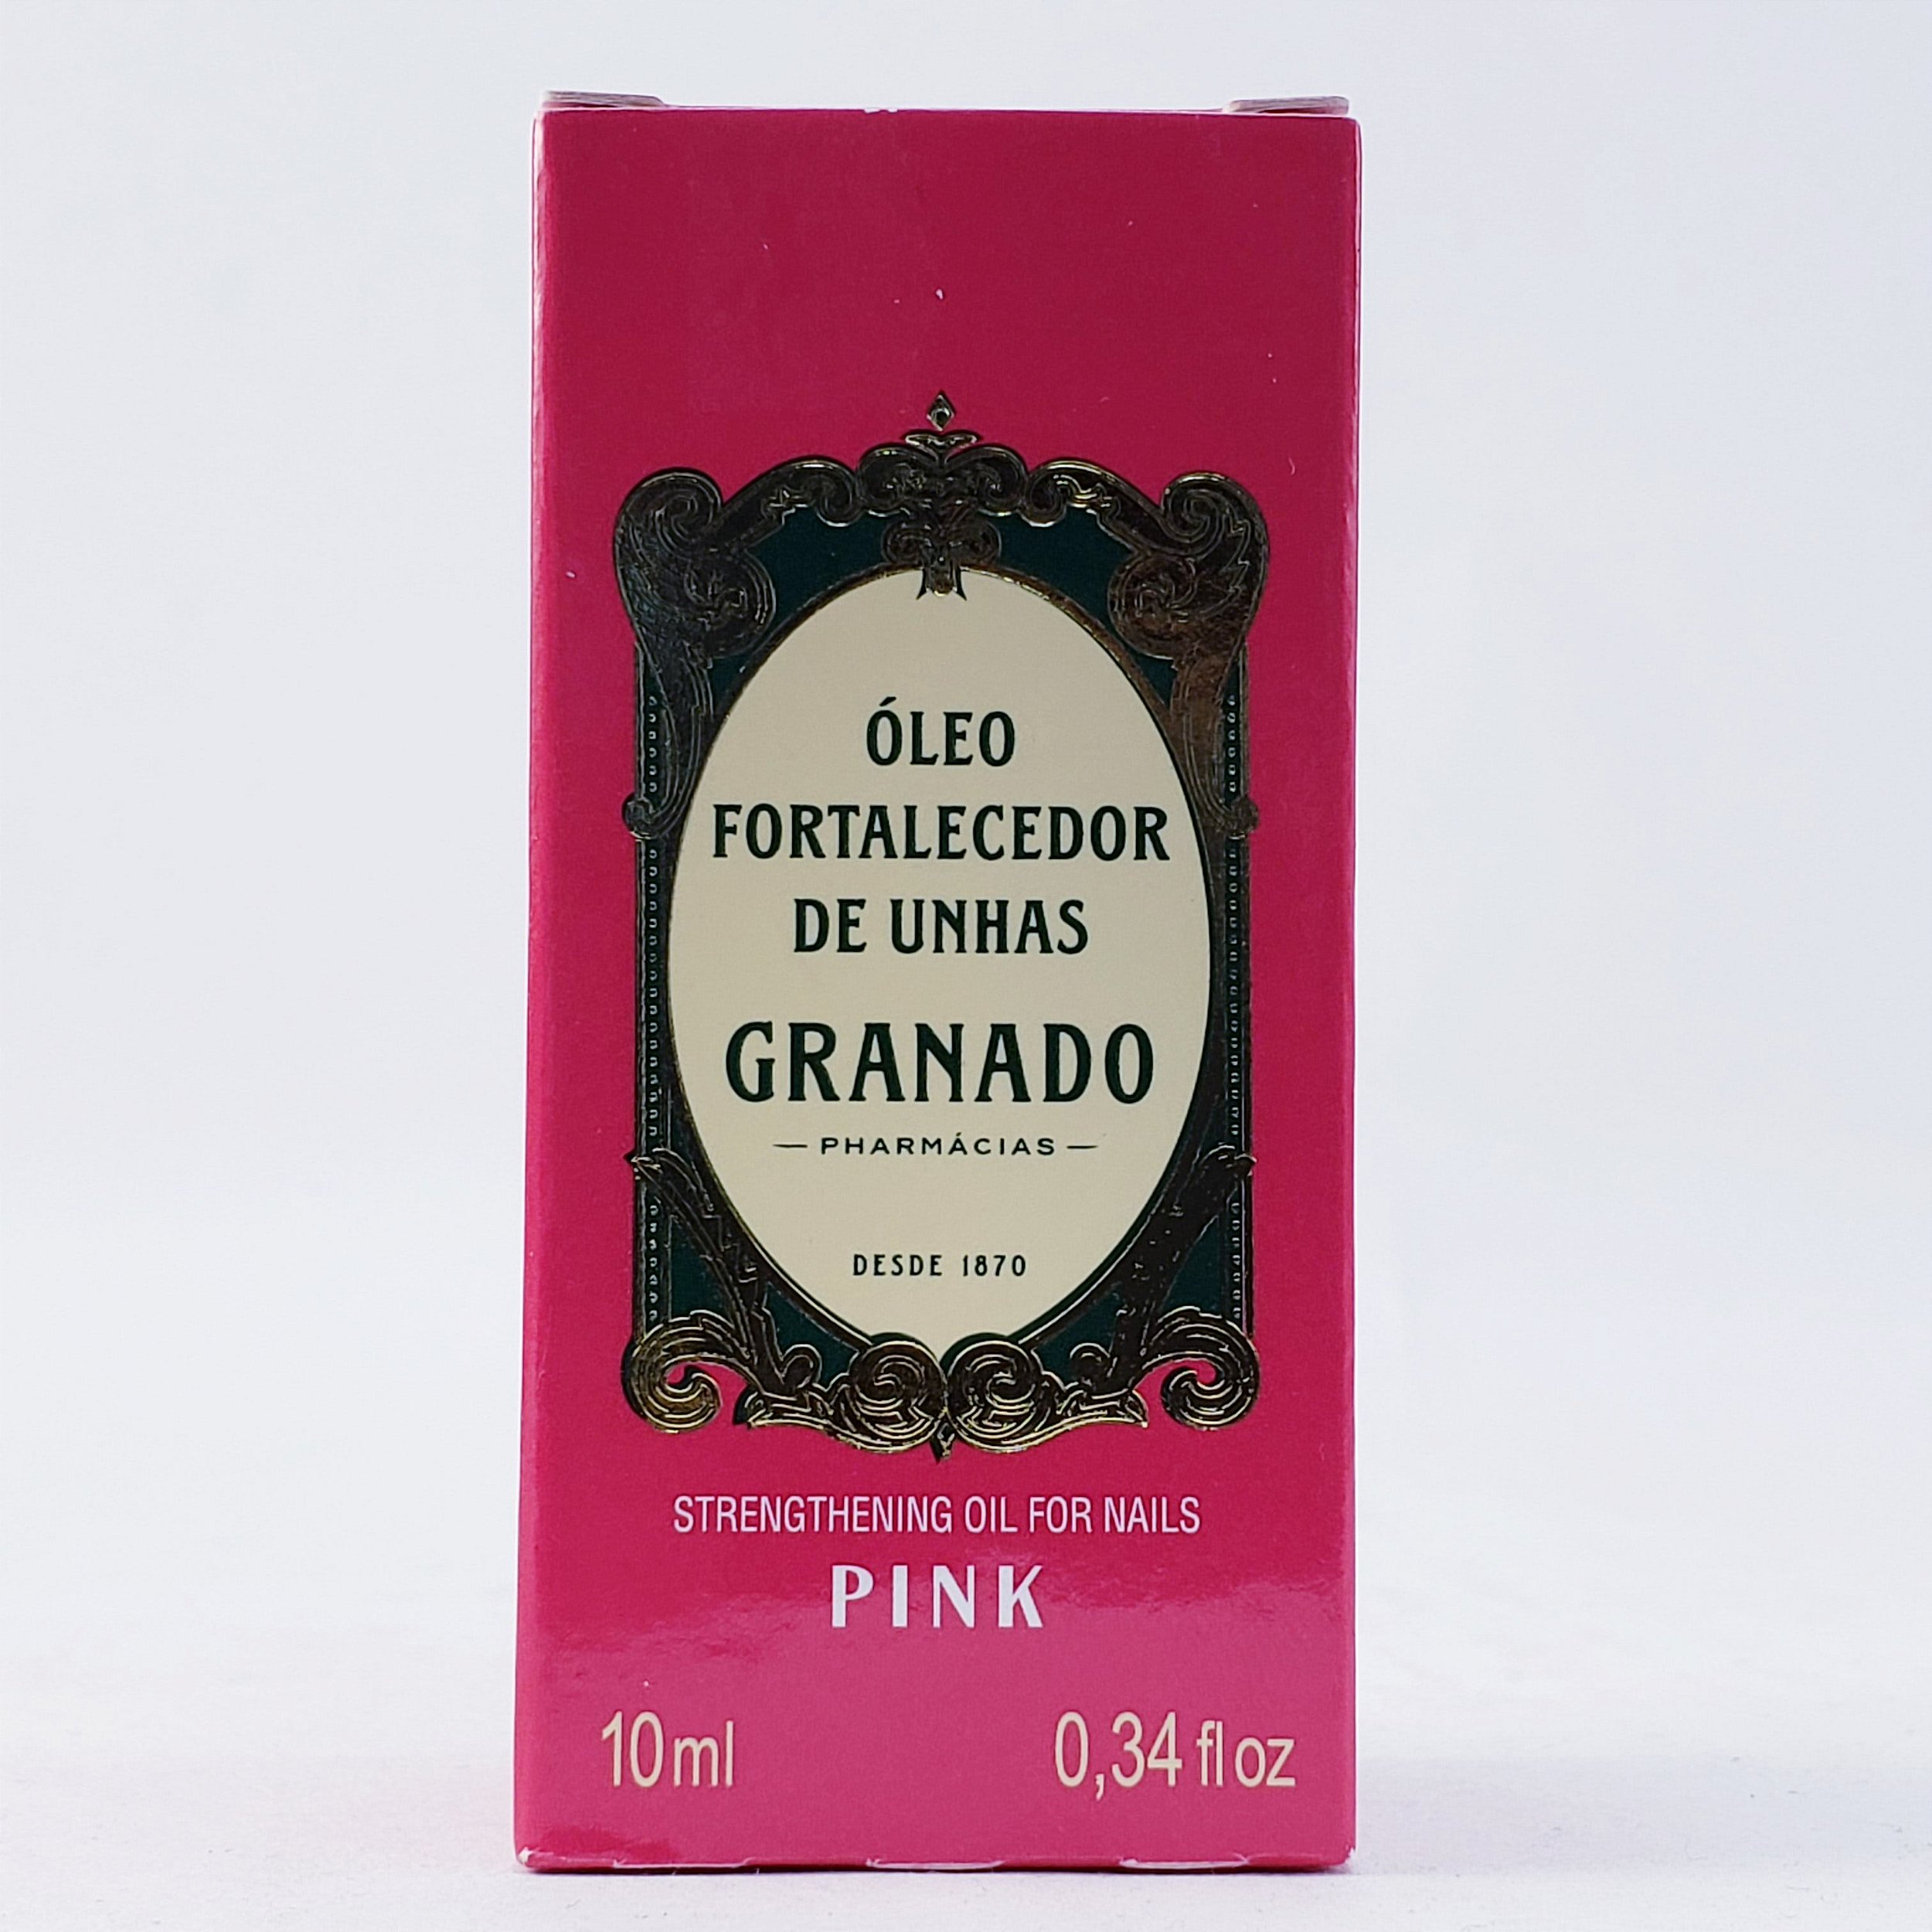 ÓLEO
FORTALECEDOR
DE UNHAS
GRANADO
— PHARMÁCIAS —
DESDE 1870
STRENGTHENING OIL FOR NAILS
PINK
10ml 0,34 fl oz